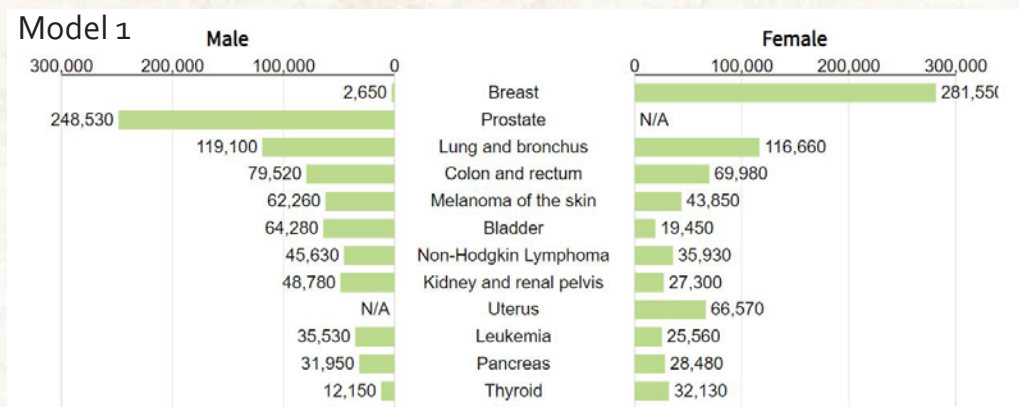 Model 1
Male Female
300,000 200,000 100,000 0 0 100,000 200,000 300,000
2,650 Breast 281,550
248,530 Prostate N/A
119,100 Lung and bronchus 116,660
79,520 Colon and rectum 69,980
62,260 Melanoma of the skin 43,850
64,280 Bladder 19,450
45,630 Non-Hodgkin Lymphoma 35,930
48,780 Kidney and renal pelvis 27,300
N/A Uterus 66,570
35,530 Leukemia 25,560
31,950 Pancreas 28,480
12,150 Thyroid 32,130